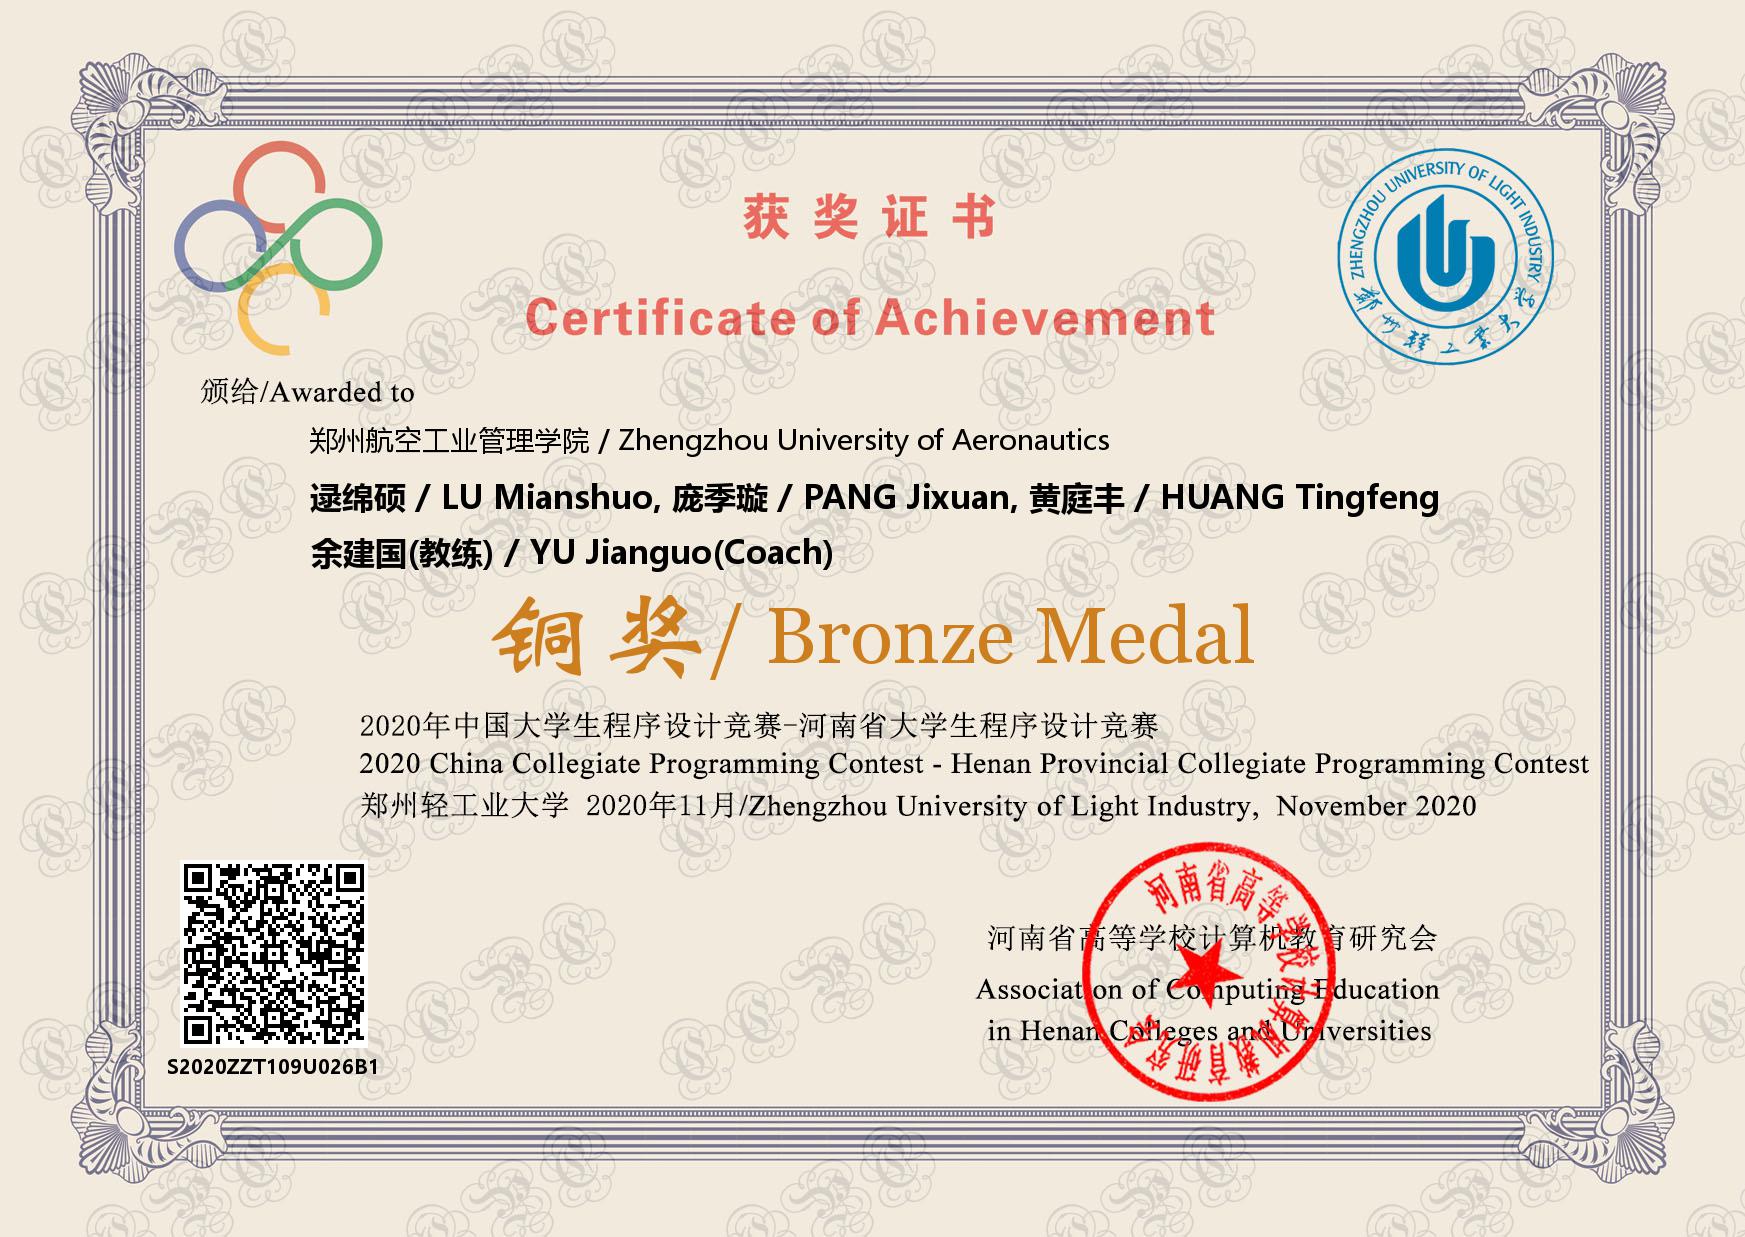 获奖证书
Certificate of Achievement
ZHENGZHOU UNIVERSITY OF LIGHT INDUSTRY
郑州轻工业大学
颁给/Awarded to
郑州航空工业管理学院 / Zhengzhou University of Aeronautics
逯绵硕 / LU Mianshuo, 庞季璇 / PANG Jixuan, 黄庭丰 / HUANG Tingfeng
余建国(教练) / YU Jianguo(Coach)
铜奖/ Bronze Medal
2020年中国大学生程序设计竞赛-河南省大学生程序设计竞赛
2020 China Collegiate Programming Contest - Henan Provincial Collegiate Programming Contest
郑州轻工业大学 2020年11月/Zhengzhou University of Light Industry, November 2020
S2020ZZT109U026B1
河南省高等学校计算机教育研究会
Association of Computing Education
in Henan Colleges and Universities
河南省高等学校计算机教育研究会